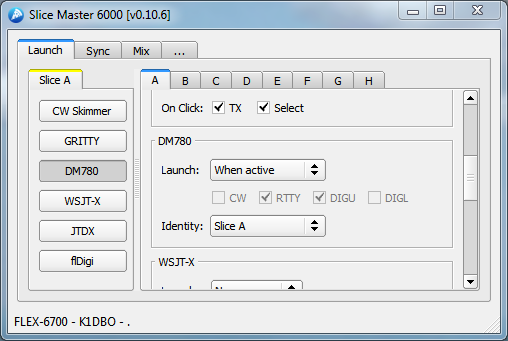 Slice Master 6000 [v0.10.6]
Launch Sync Mix ...
Slice A
A B C D E F G H
CW Skimmer
GRITTY
DM780
WSJT-X
JTDX
flDigi
On Click: TX Select
DM780
Launch: When active
CW RTTY DIGU DIGL
Identity: Slice A
WSJT-X
FLEX-6700 - K1DBO - .